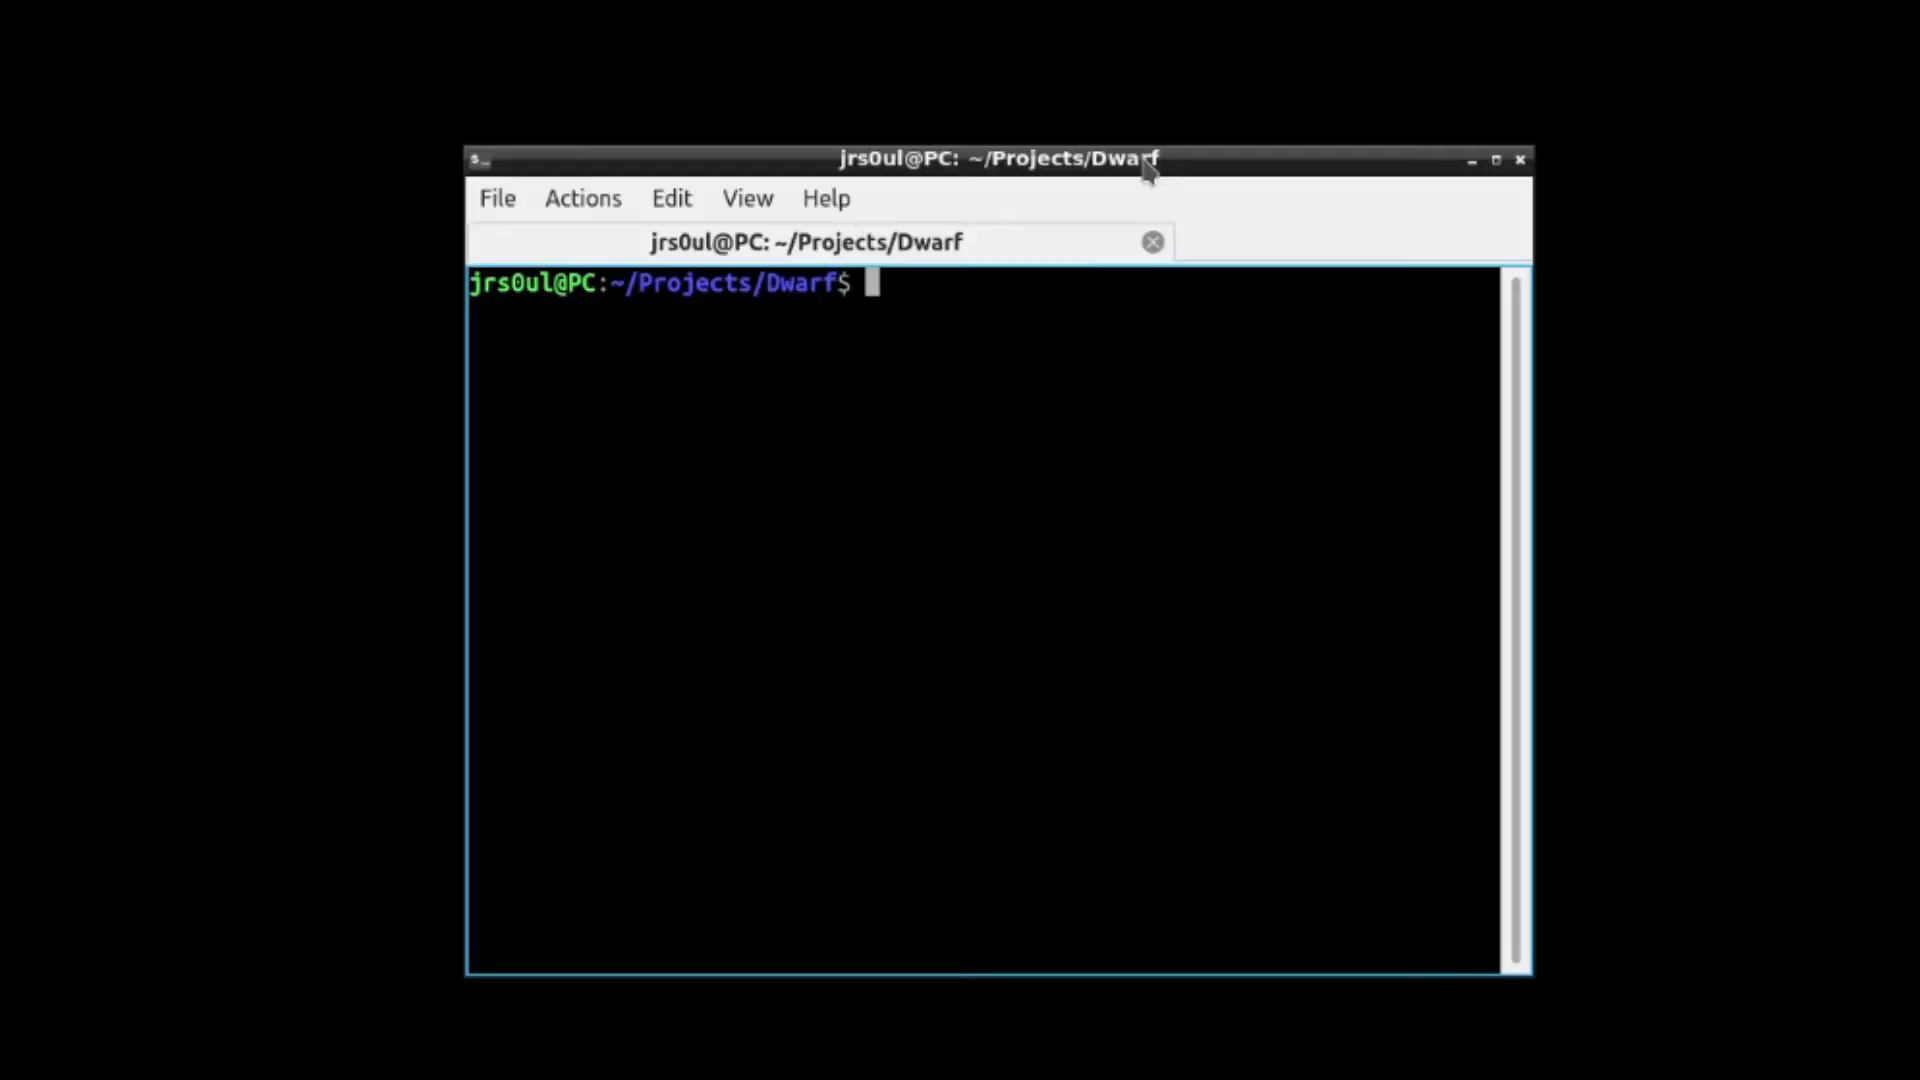 jrs0ul@PC: ~/Projects/Dwarf
File Actions Edit View Help
jrs0ul@PC: ~/Projects/Dwarf
jrs0ul@PC:~/Projects/Dwarf$